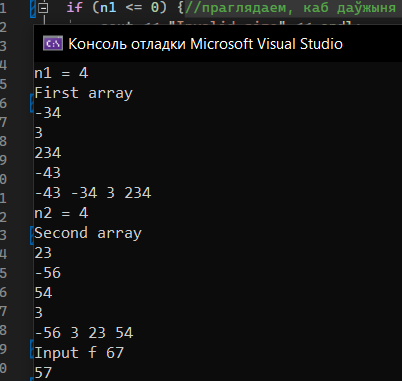 if (n1 <= 0) {//праглядаем, каб даўжыня
Консоль отладки Microsoft Visual Studio
n1 = 4
First array
-34
3
234
-43
-43 -34 3 234
n2 = 4
Second array
23
-56
54
3
-56 3 23 54
Input f 67
57